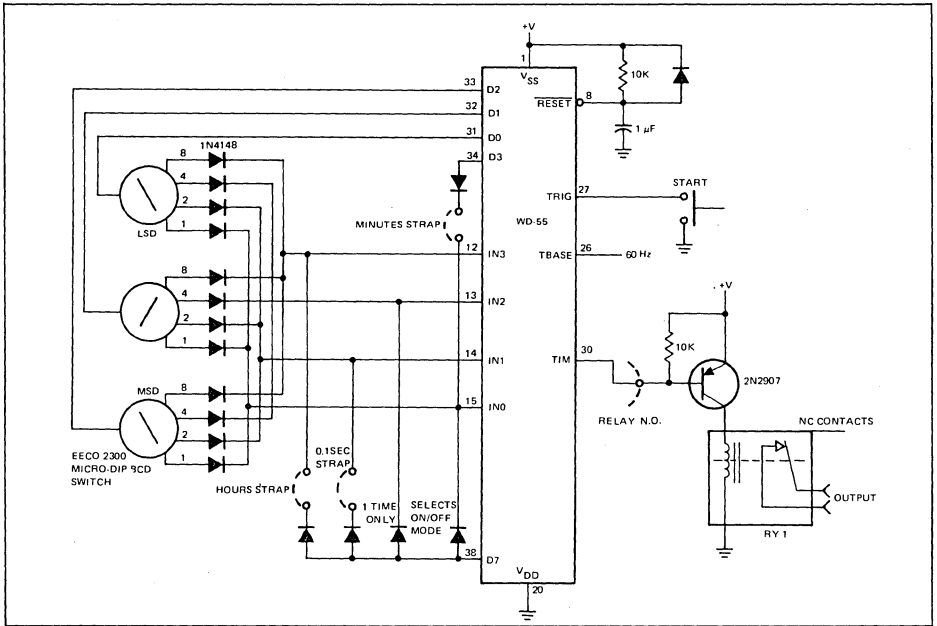 +V
1
VSS
33
D2
32
D1
31
D0
34
D3
1N4148
8
4
2
1
LSD
MINUTES STRAP
12
IN3
8
4
2
1
13
IN2
14
IN1
MSD
8
4
2
1
15
IN0
EECO 2300
MICRO-DIP BCD
SWITCH
HOURS STRAP
0.1SEC
STRAP
1 TIME
ONLY
SELECTS
ON/OFF
MODE
38
D7
VDD
20
WD-55
RESET
8
10K
1 µF
TRIG
27
START
TBASE
26
60 Hz
TIM
30
RELAY N.O.
+V
10K
2N2907
NC CONTACTS
OUTPUT
RY 1